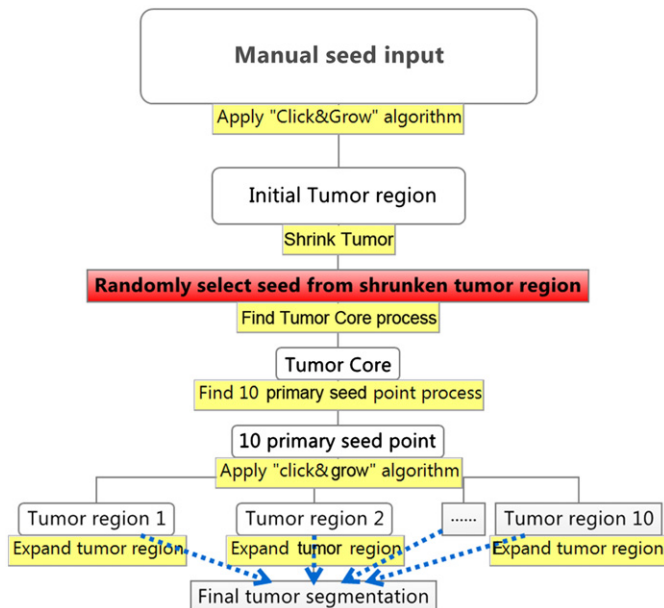 Manual seed input
Apply "Click&Grow" algorithm
Initial Tumor region
Shrink Tumor
Randomly select seed from shrunken tumor region
Find Tumor Core process
Tumor Core
Find 10 primary seed point process
10 primary seed point
Apply "click&grow" algorithm
Tumor region 1 Tumor region 2 ...... Tumor region 10
Expand tumor region Expand tumor region Expand tumor region
Final tumor segmentation